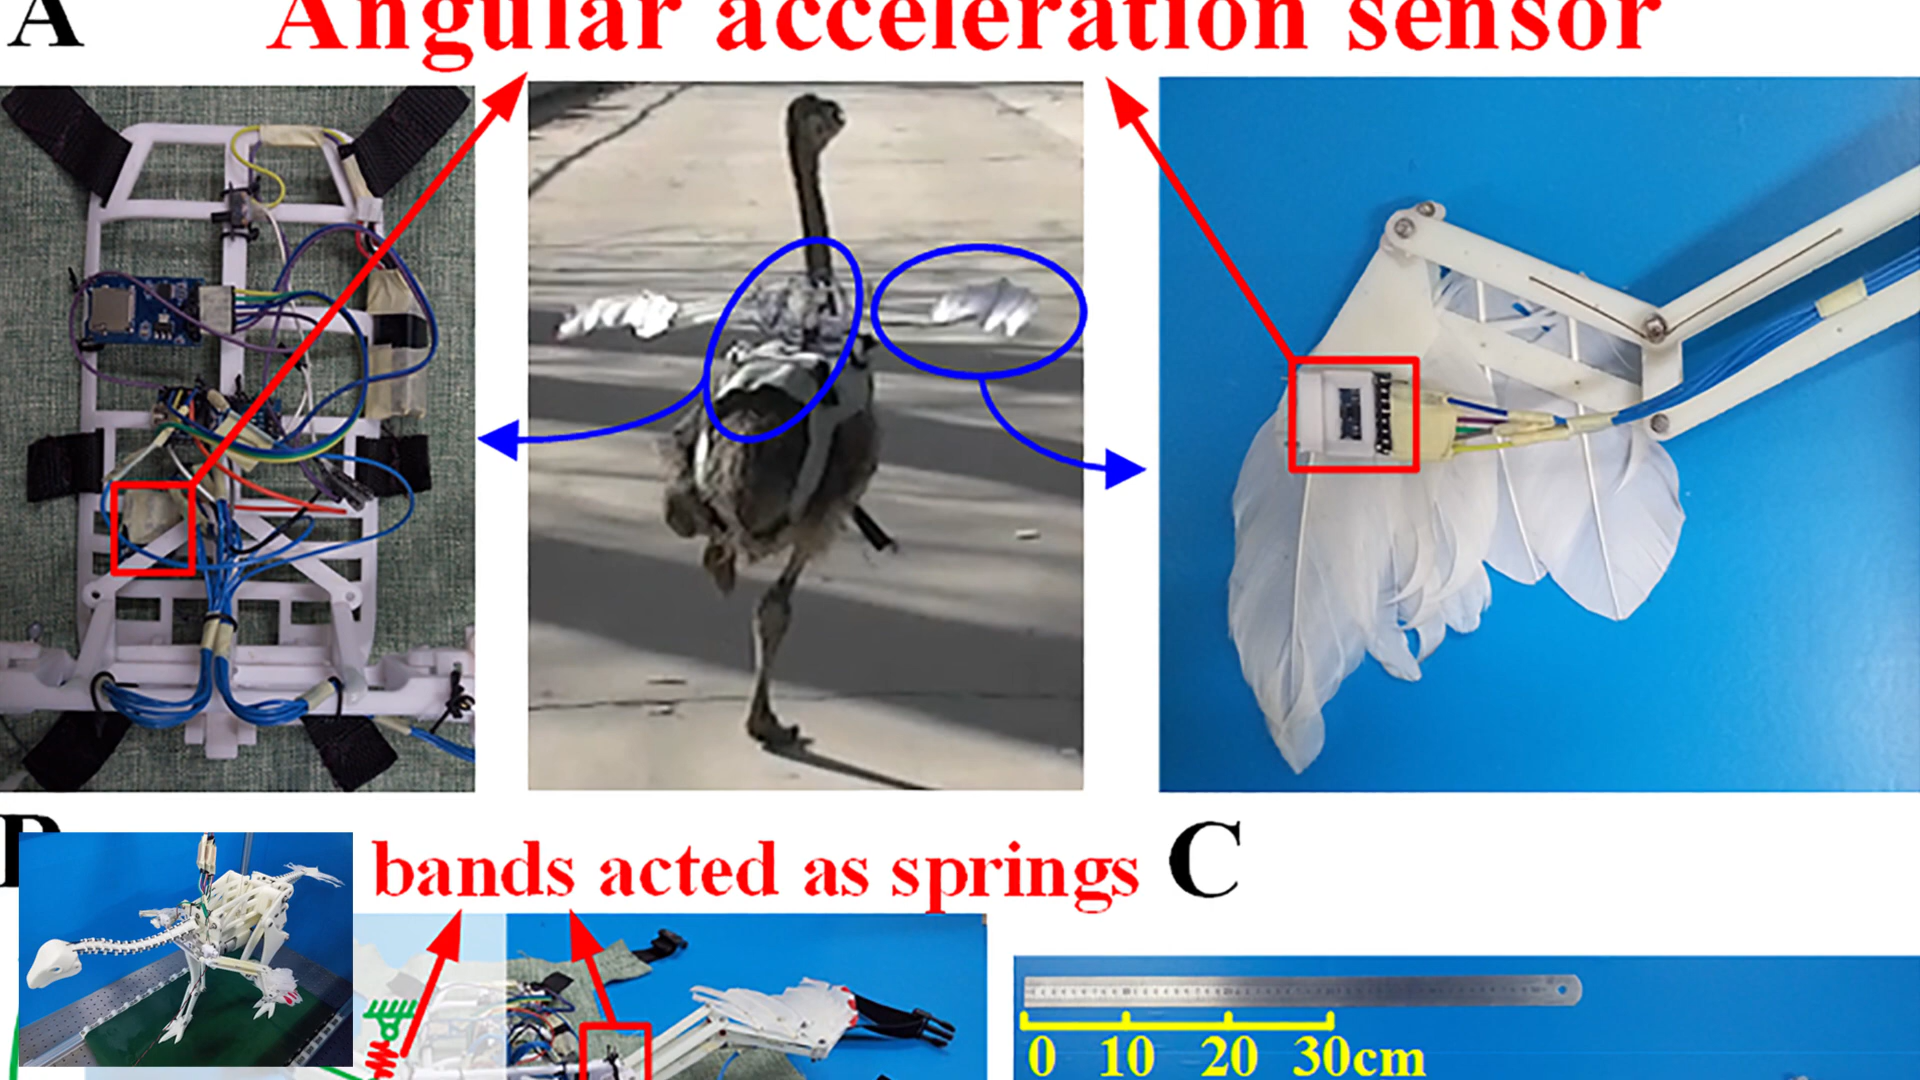 A
Angular acceleration sensor
bands acted as springs
C
0 10 20 30cm